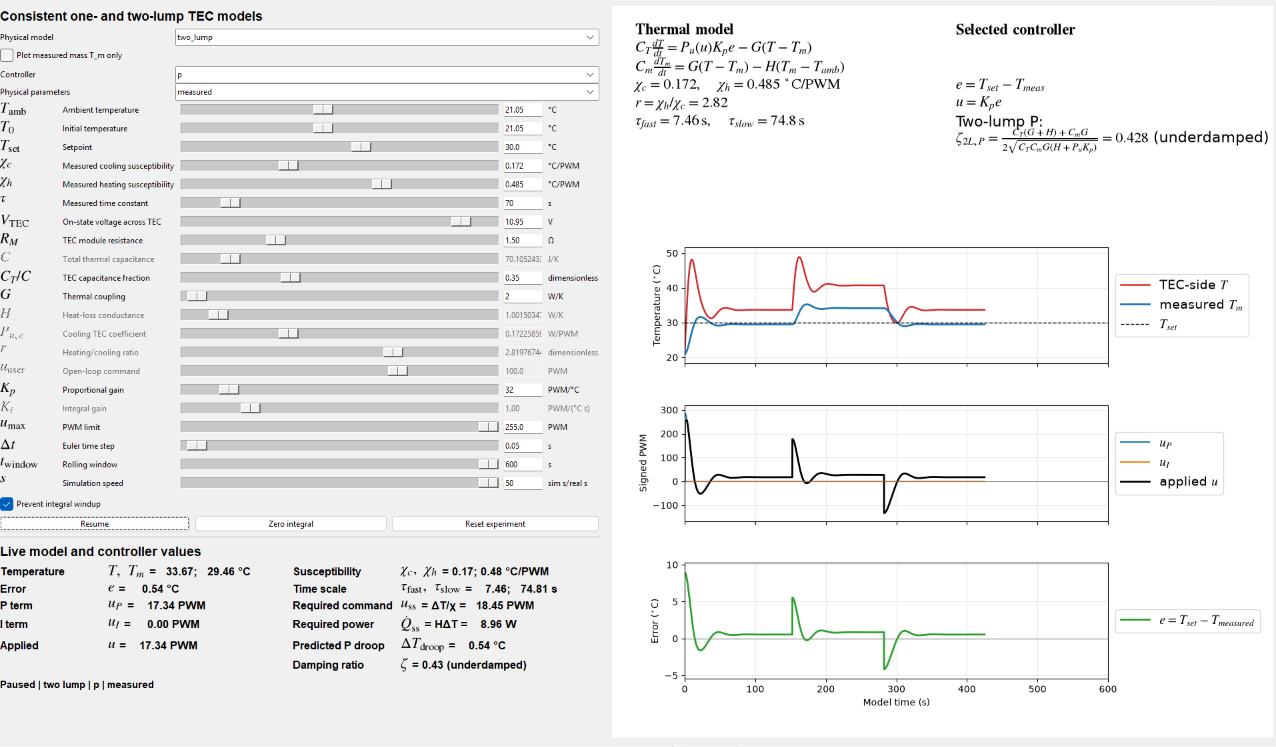 Consistent one- and two-lump TEC models
Physical model two_lump
Plot measured mass T_m only
Controller p
Physical parameters measured
T_amb Ambient temperature 21.05 °C
T_0 Initial temperature 21.05 °C
T_set Setpoint 30.0 °C
χ_c Measured cooling susceptibility 0.172 °C/PWM
χ_h Measured heating susceptibility 0.485 °C/PWM
τ Measured time constant 70 s
V_TEC On-state voltage across TEC 10.95 V
R_M TEC module resistance 1.50 Ω
C Total thermal capacitance 70.1052431 J/K
C_T/C TEC capacitance fraction 0.35 dimensionless
G Thermal coupling 2 W/K
H Heat-loss conductance 1.0015034 W/K
P_u,c Cooling TEC coefficient 0.1722585 W/PWM
r Heating/cooling ratio 2.8197674 dimensionless
u_user Open-loop command 100.0 PWM
K_p Proportional gain 32 PWM/°C
K_i Integral gain 1.00 PWM/(°C s)
u_max PWM limit 255.0 PWM
Δt Euler time step 0.05 s
t_window Rolling window 600 s
s Simulation speed 50 sim s/real s
Prevent integral windup
Resume Zero integral Reset experiment
Live model and controller values
Temperature T, T_m = 33.67; 29.46 °C Susceptibility χ_c, χ_h = 0.17; 0.48 °C/PWM
Error e = 0.54 °C Time scale τ_fast, τ_slow = 7.46; 74.81 s
P term u_P = 17.34 PWM Required command u_ss = ΔT/χ = 18.45 PWM
I term u_I = 0.00 PWM Required power Q̇_ss = HΔT = 8.96 W
Applied u = 17.34 PWM Predicted P droop ΔT_droop = 0.54 °C
Damping ratio ζ = 0.43 (underdamped)
Paused | two lump | p | measured
Thermal model
C_T dT/dt = P_u(u)K_p e − G(T − T_m)
C_m dT_m/dt = G(T − T_m) − H(T_m − T_amb)
χ_c = 0.172, χ_h = 0.485 °C/PWM
r = χ_h/χ_c = 2.82
τ_fast = 7.46 s, τ_slow = 74.8 s
Selected controller
e = T_set − T_meas
u = K_p e
Two-lump P:
ζ_2L,P = C_T(G + H) + C_m G / 2√C_T C_m G(H + P_u K_p) = 0.428 (underdamped)
Temperature (°C)
50
40
30
20
TEC-side T
measured T_m
T_set
Signed PWM
300
200
100
0
−100
u_P
u_I
applied u
Error (°C)
10
5
0
−5
e = T_set − T_measured
0 100 200 300 400 500 600
Model time (s)